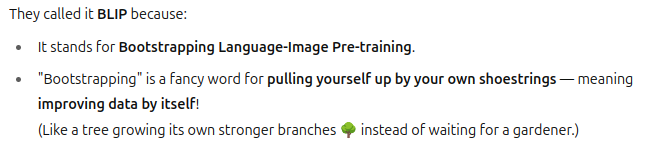 They called it BLIP because:
• It stands for Bootstrapping Language-Image Pre-training.
• "Bootstrapping" is a fancy word for pulling yourself up by your own shoestrings — meaning
improving data by itself!
(Like a tree growing its own stronger branches 🌳 instead of waiting for a gardener.)